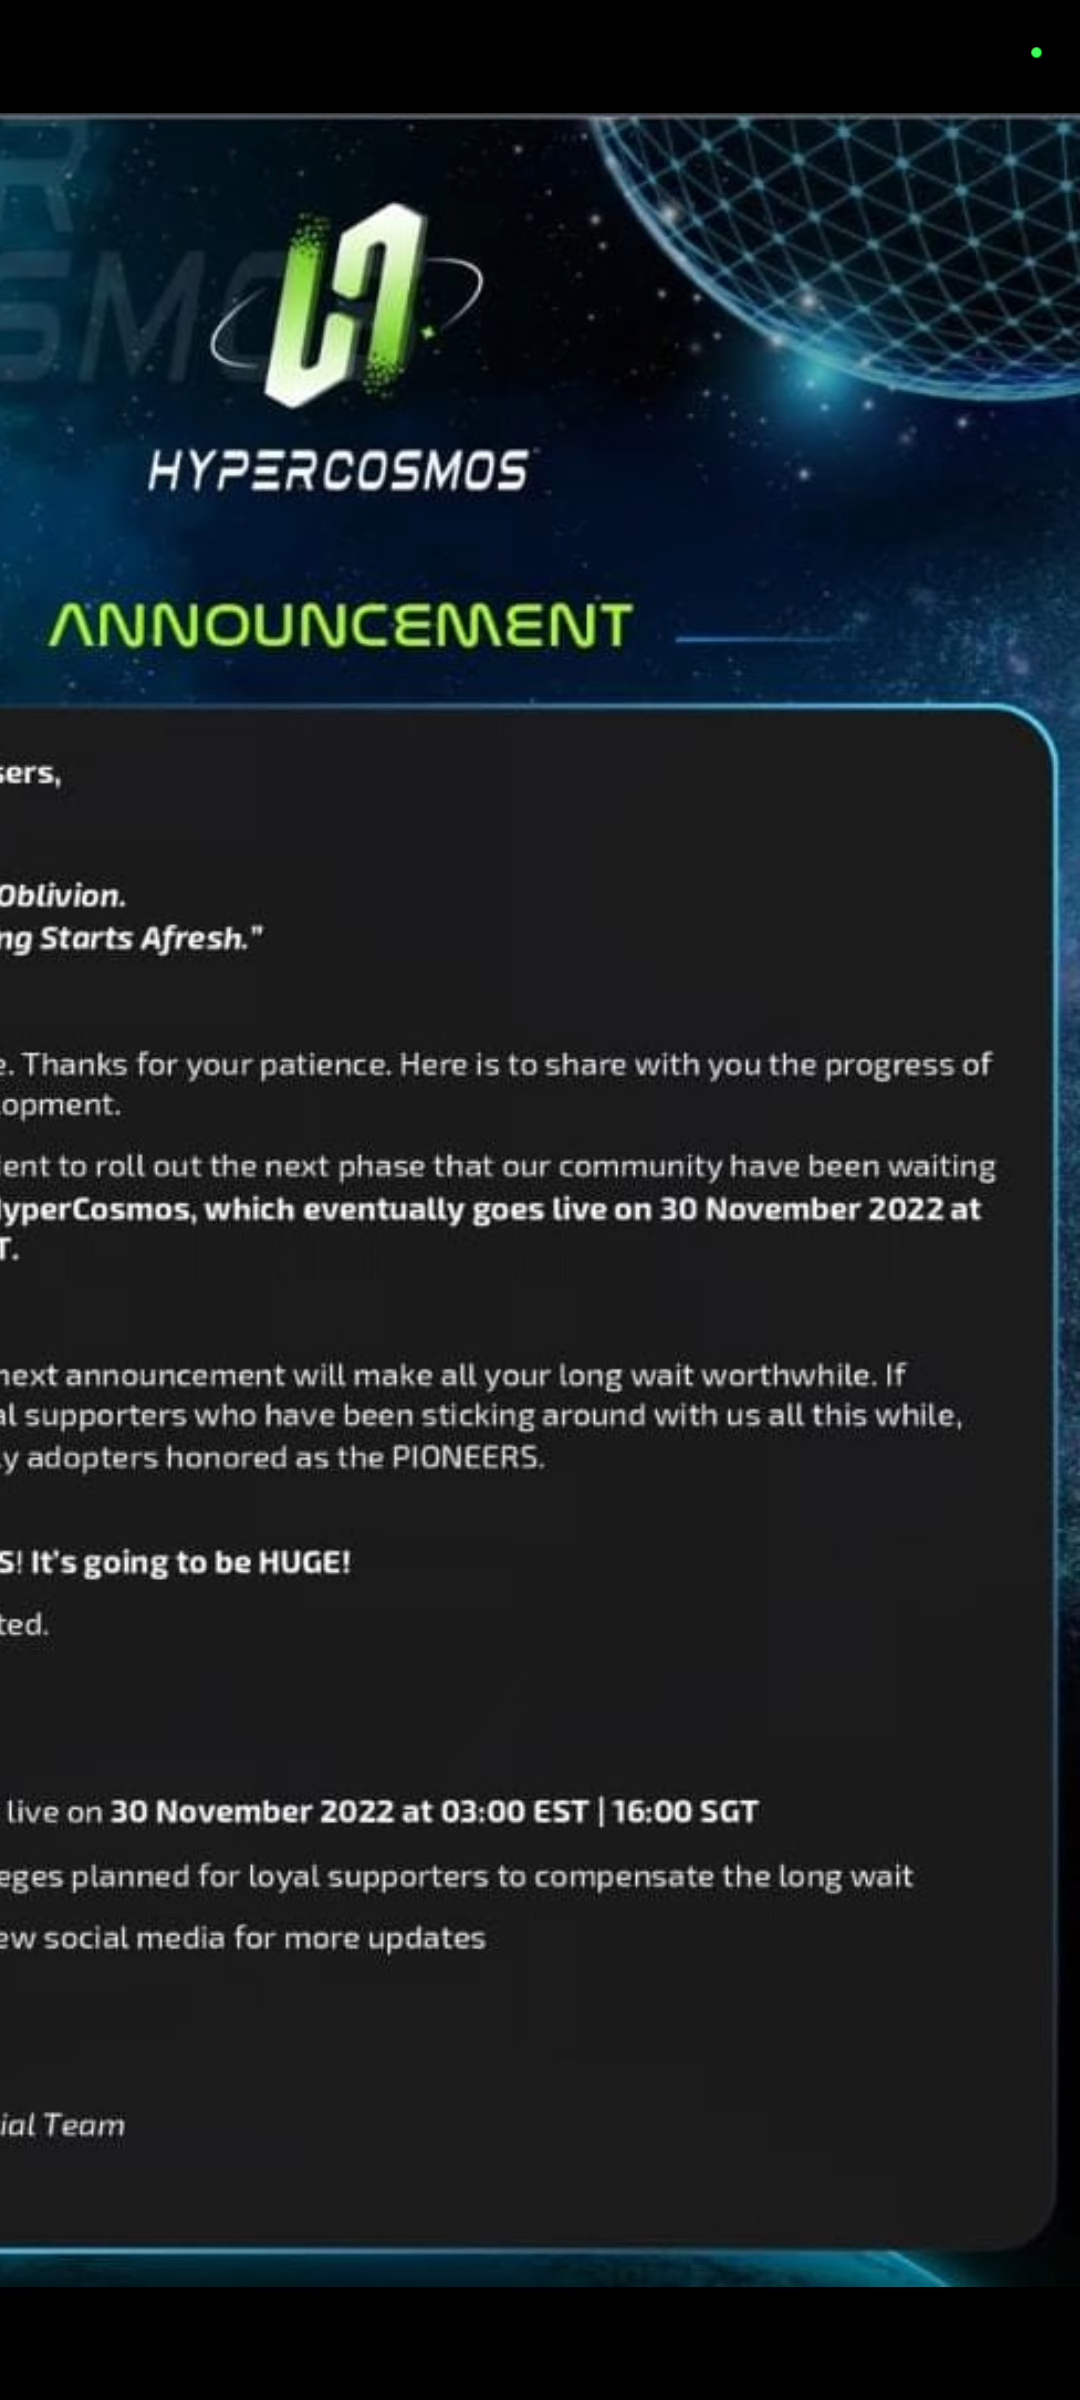 R
SMO
HYPERCOSMOS
ANNOUNCEMENT
sers,
Oblivion.
ng Starts Afresh."
e. Thanks for your patience. Here is to share with you the progress of
lopment.
ient to roll out the next phase that our community have been waiting
HyperCosmos, which eventually goes live on 30 November 2022 at
T.
next announcement will make all your long wait worthwhile. If
al supporters who have been sticking around with us all this while,
ly adopters honored as the PIONEERS.
S! It's going to be HUGE!
ted.
live on 30 November 2022 at 03:00 EST | 16:00 SGT
eges planned for loyal supporters to compensate the long wait
ew social media for more updates
ial Team